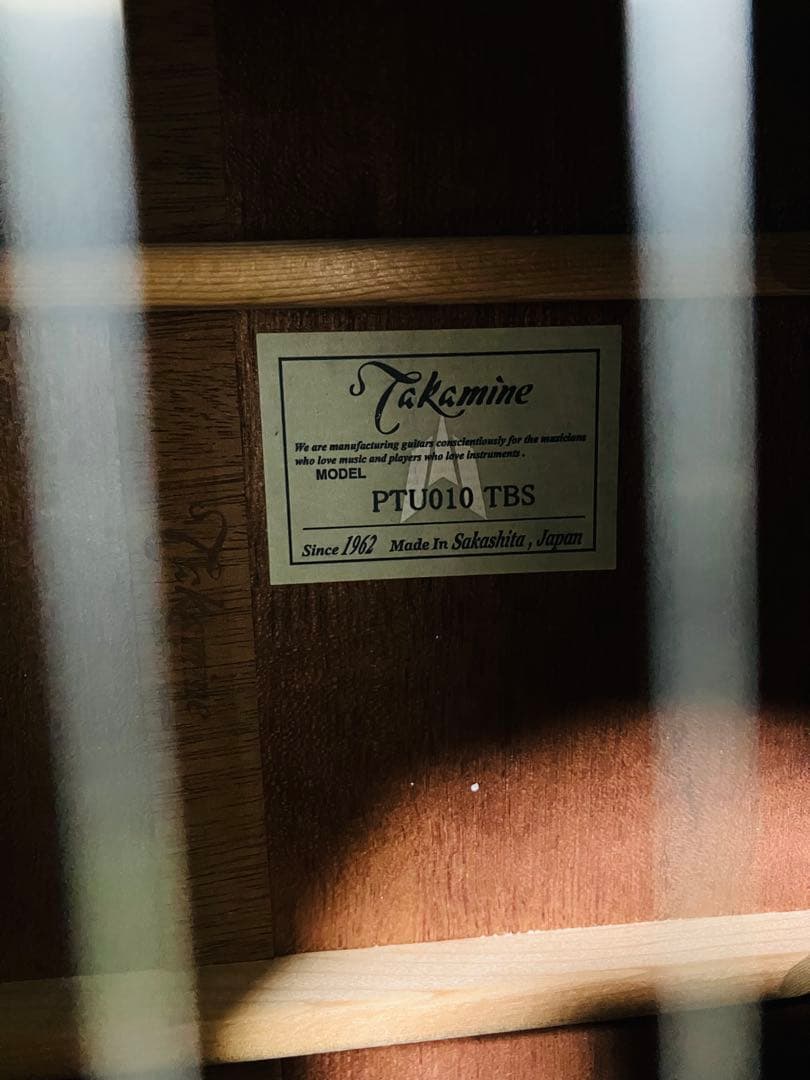 Takamine
We are manufacturing guitars conscientiously for the musicians
who love music and players who love instruments .
MODEL
PTU010 TBS
Since 1962 Made In Sakashita , Japan